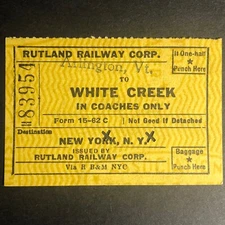 RUTLAND RAILWAY CORP.
If One-half
★
Punch Here
Arlington, Vt.
TO
WHITE CREEK
IN COACHES ONLY
Form 15-82 C
Not Good if Detached
83954
Destination
NEW YORK, N. Y.
X X
ISSUED BY
RUTLAND RAILWAY CORP.
Via R B&M NYC
Baggage
★
Punch Here